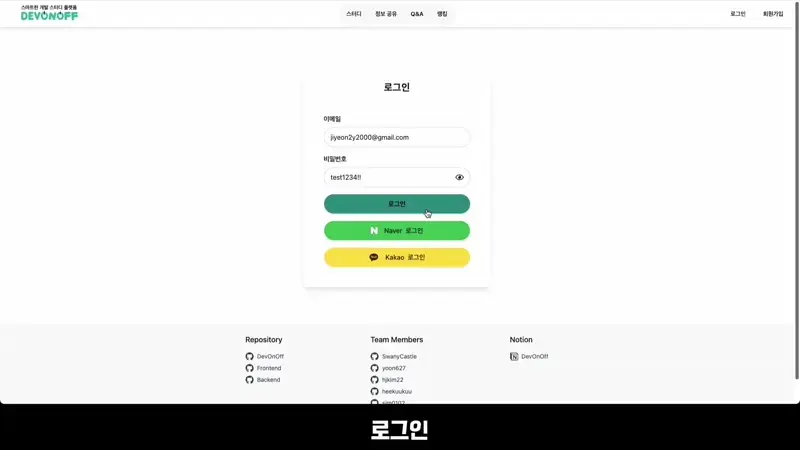 스마트한 개발 스터디 플랫폼
DEVONOFF
스터디 정보 공유 Q&A 랭킹
로그인 회원가입
로그인
이메일
jiyeon2y2000@gmail.com
비밀번호
test1234!!
로그인
N Naver 로그인
Kakao 로그인
Repository
DevOnOff
Frontend
Backend
Team Members
SwanyCastle
yoon627
hjkim22
heekuukuu
Notion
DevOnOff
로그인